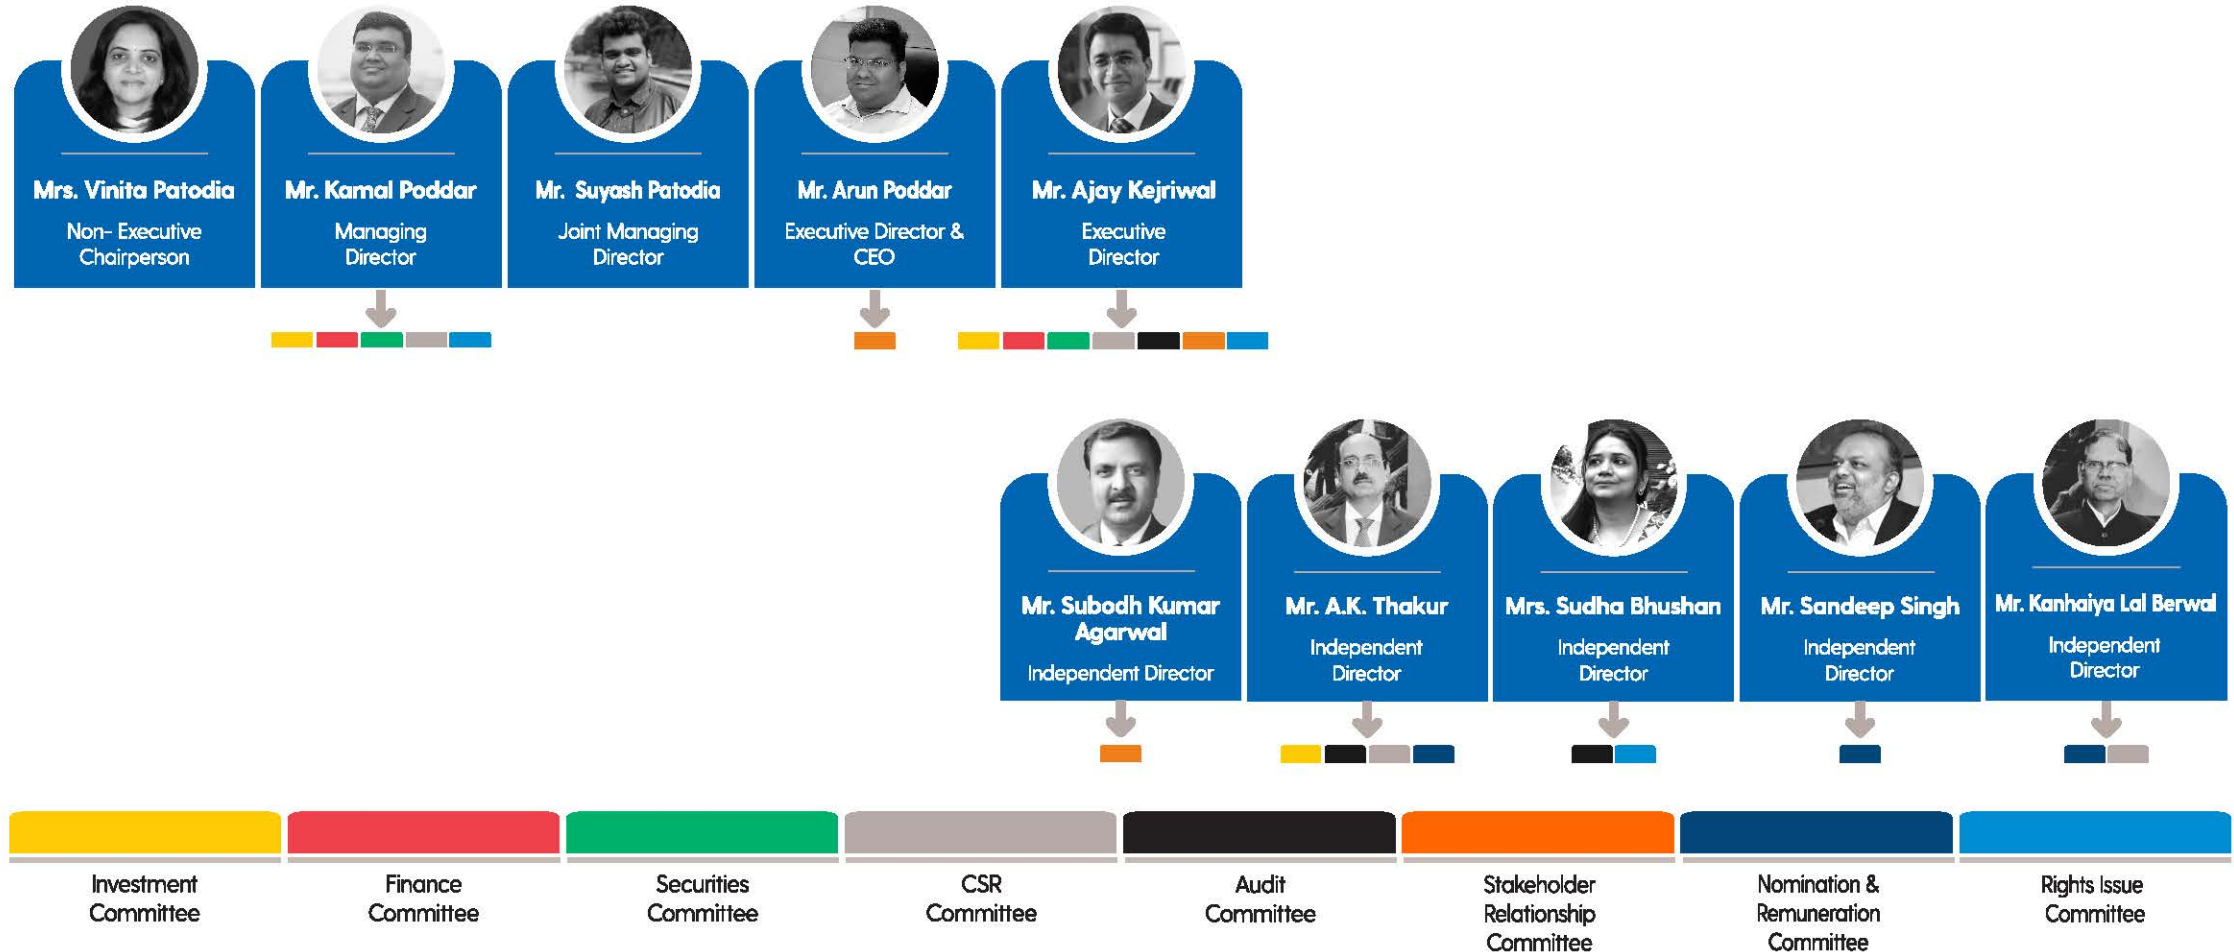 Mrs. Vinita Patodia
Non- Executive
Chairperson
Mr. Kamal Poddar
Managing
Director
Mr. Suyash Patodia
Joint Managing
Director
Mr. Arun Poddar
Executive Director &
CEO
Mr. Ajay Kejriwal
Executive
Director
Mr. Subodh Kumar
Agarwal
Independent Director
Mr. A.K. Thakur
Independent
Director
Mrs. Sudha Bhushan
Independent
Director
Mr. Sandeep Singh
Independent
Director
Mr. Kanhaiya Lal Berwal
Independent
Director
Investment
Committee
Finance
Committee
Securities
Committee
CSR
Committee
Audit
Committee
Stakeholder
Relationship
Committee
Nomination &
Remuneration
Committee
Rights Issue
Committee